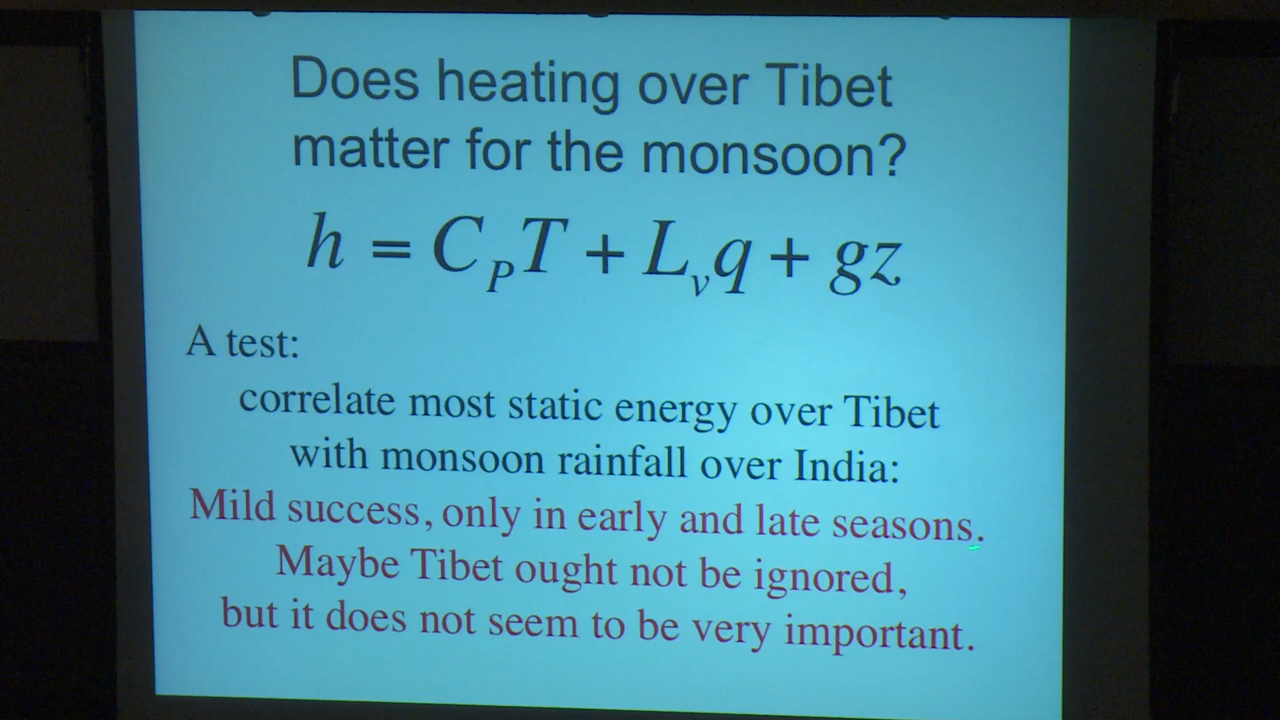 Does heating over Tibet
matter for the monsoon?
h = C_P T + L_v q + gz
A test:
correlate most static energy over Tibet
with monsoon rainfall over India:
Mild success, only in early and late seasons.
Maybe Tibet ought not be ignored,
but it does not seem to be very important.